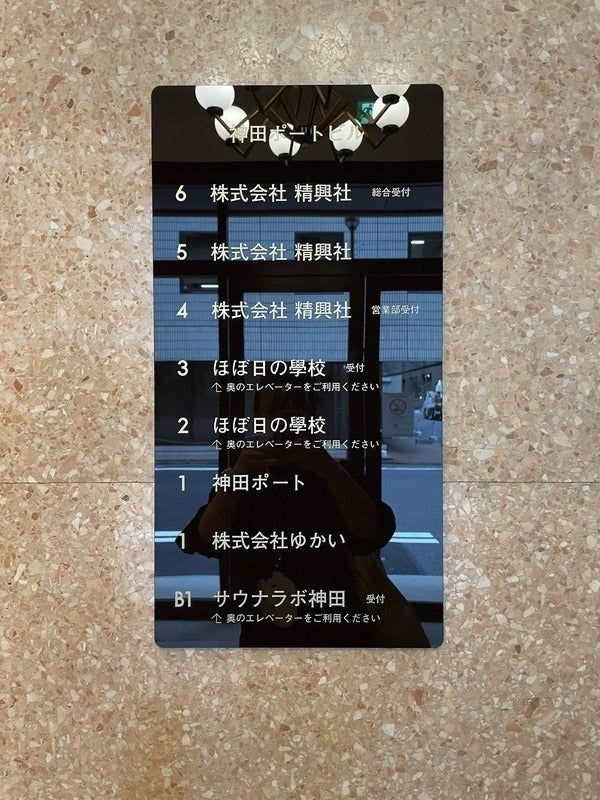 神田ポートビル
6 株式会社 精興社 総合受付
5 株式会社 精興社
4 株式会社 精興社 営業部受付
3 ほぼ日の學校 受付
↑ 奥のエレベーターをご利用ください
2 ほぼ日の學校
↑ 奥のエレベーターをご利用ください
1 神田ポート
1 株式会社ゆかい
B1 サウナラボ神田 受付
↑ 奥のエレベーターをご利用ください